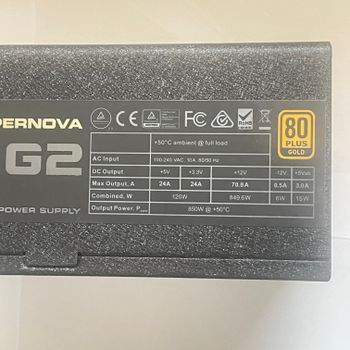 PERNOVA
G2
POWER SUPPLY
80
PLUS
GOLD
+50°C ambient @ full load
AC Input 100-240 VAC, 10A, 60/50 Hz
DC Output +5V +3.3V +12V -12V +5Vsb
Max Output, A 24A 24A 70.8A 0.5A 3.0A
Combined, W 120W 849.6W 6W 15W
Output Power, 850W @ +50°C